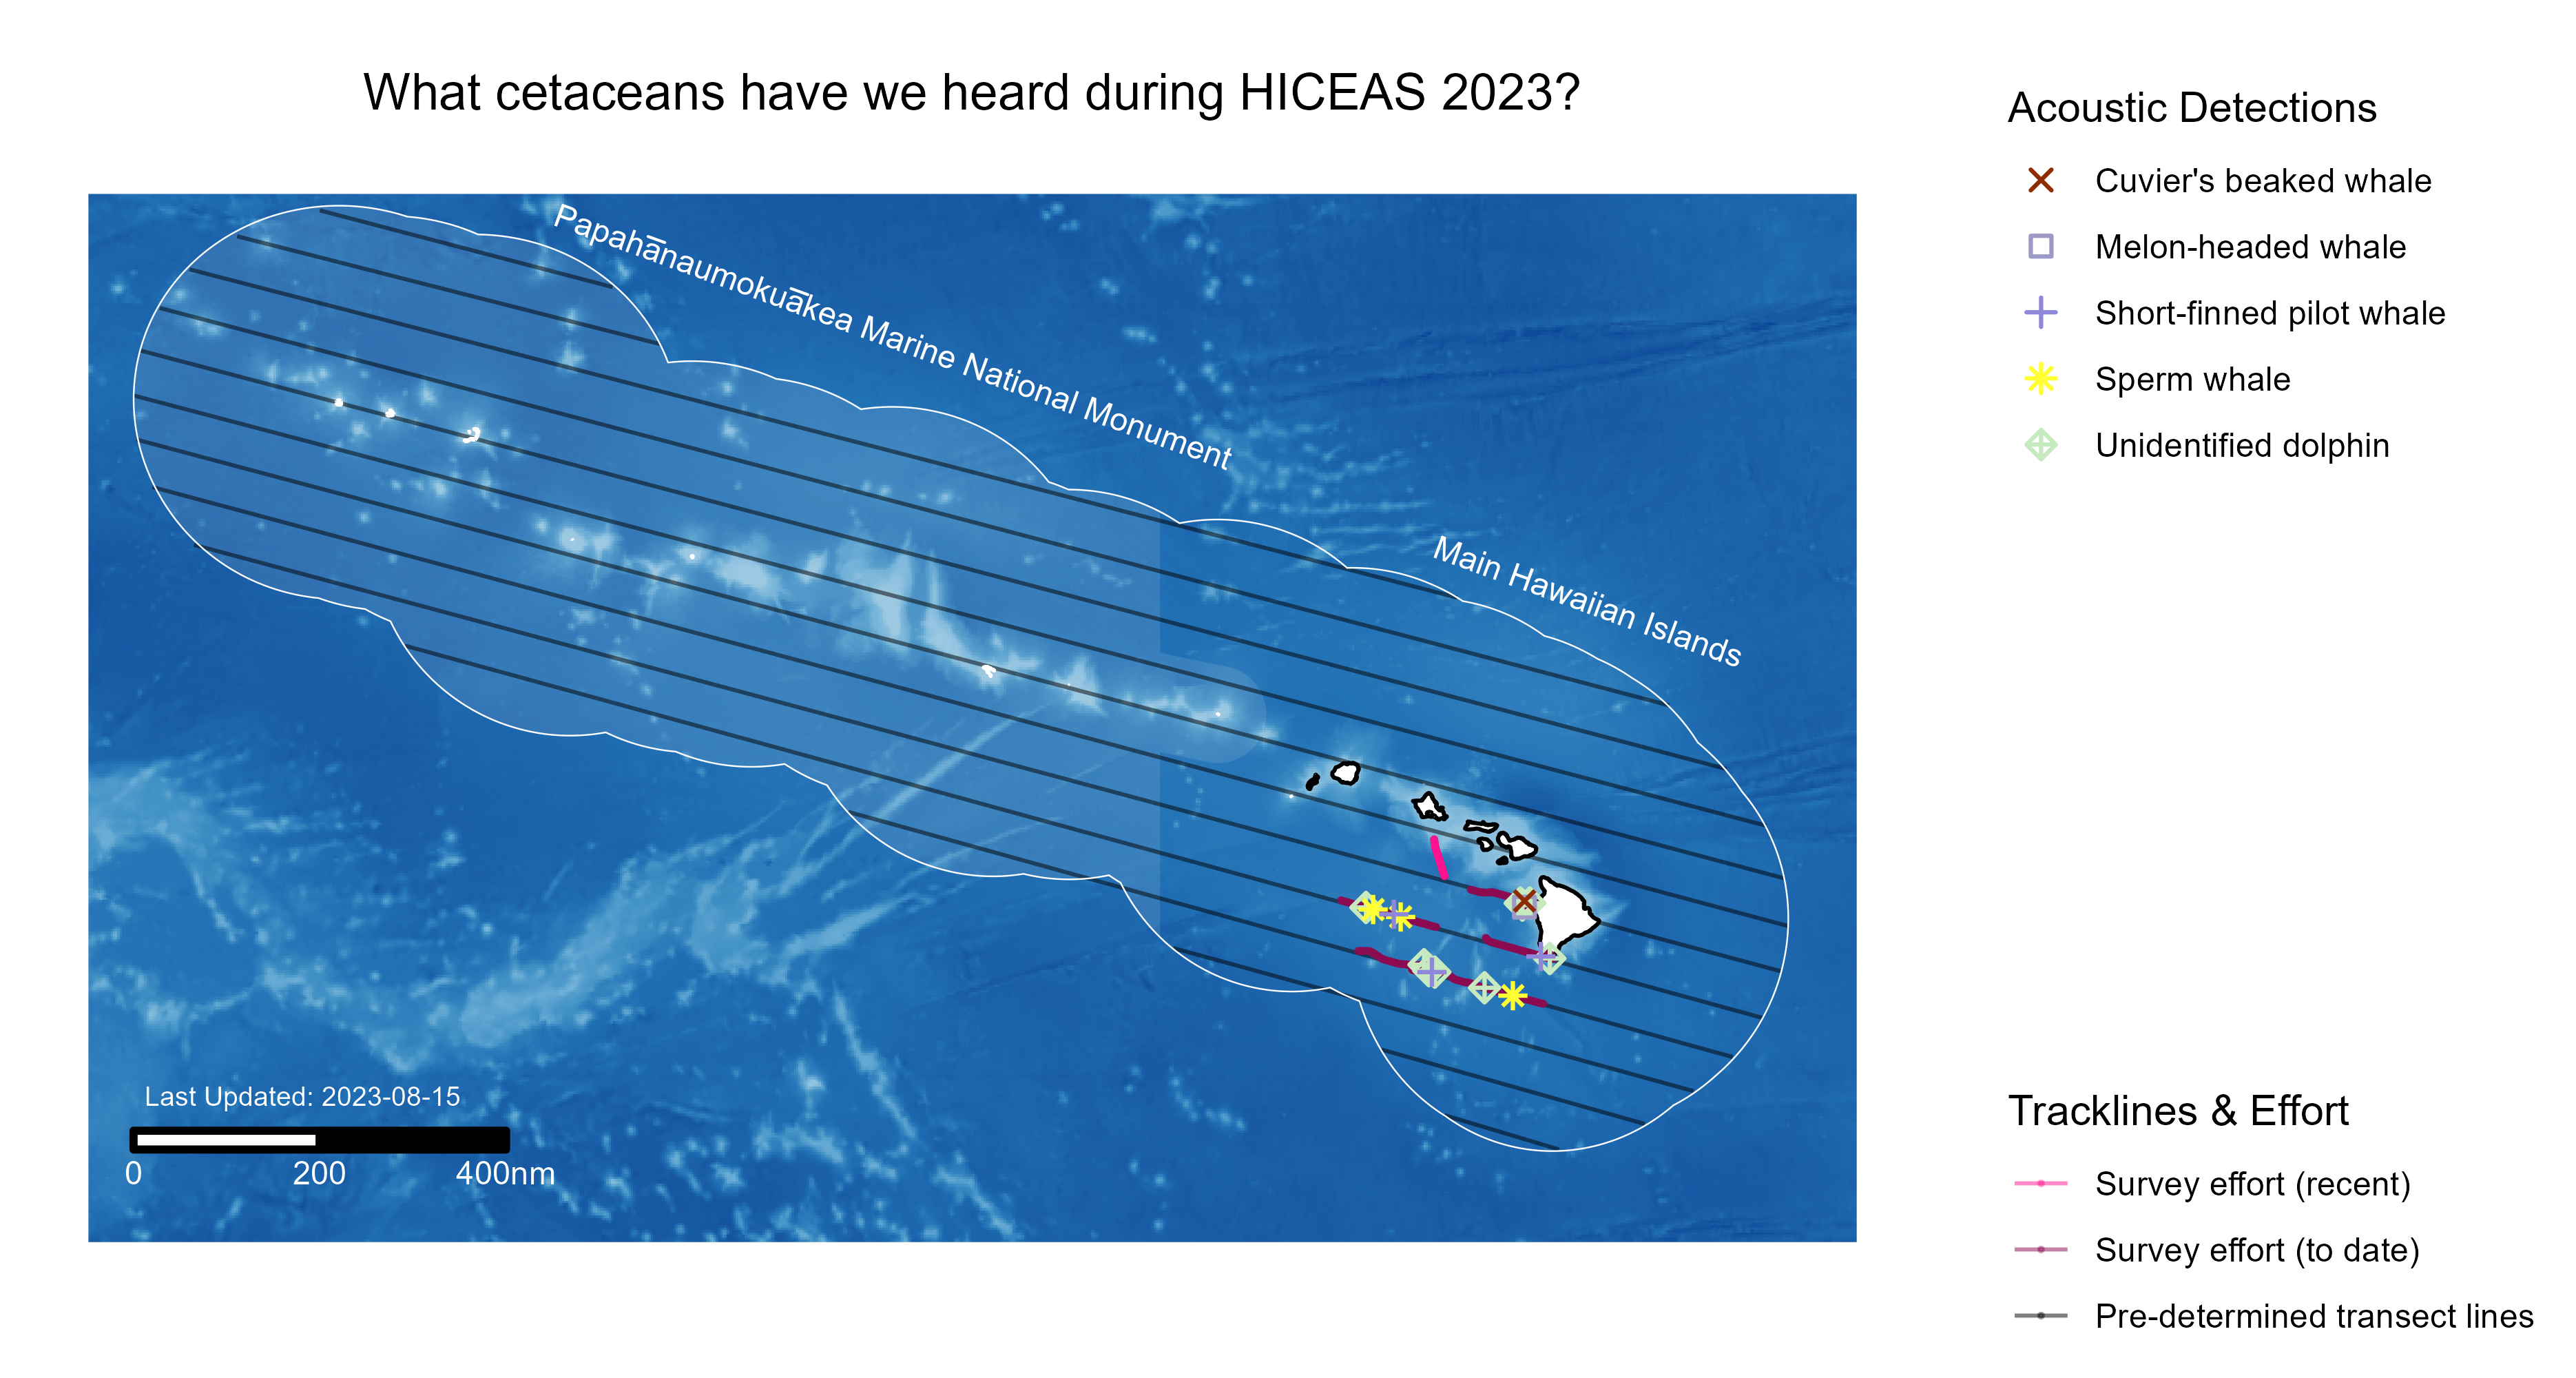 What cetaceans have we heard during HICEAS 2023?
Papahānaumokuākea Marine National Monument
Main Hawaiian Islands
Last Updated: 2023-08-15
0 200 400nm
Acoustic Detections
Cuvier's beaked whale
Melon-headed whale
Short-finned pilot whale
Sperm whale
Unidentified dolphin
Tracklines & Effort
Survey effort (recent)
Survey effort (to date)
Pre-determined transect lines